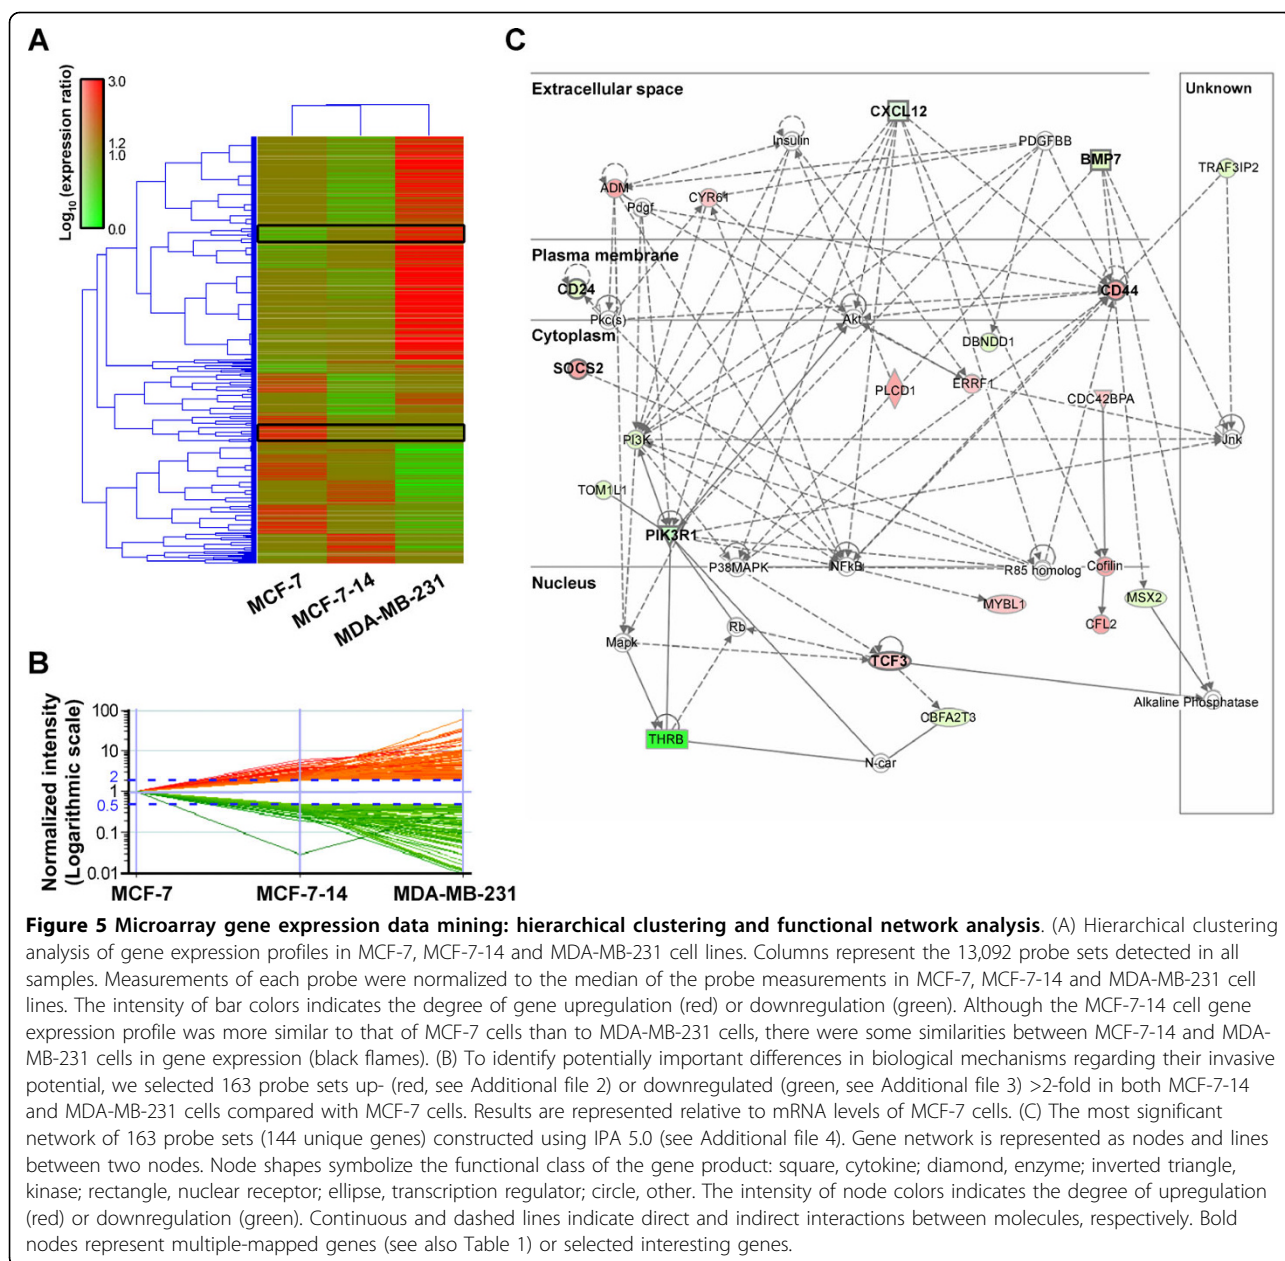 A
Log10 (expression ratio)
3.0
1.2
1.0
0.0
MCF-7
MCF-7-14
MDA-MB-231
B
Normalized intensity
(Logarithmic scale)
100
10
2
1
0.5
0.1
0.01
MCF-7
MCF-7-14
MDA-MB-231
C
Extracellular space
Unknown
CXCL12
Insulin
PDGFBB
BMP7
TRAF3IP2
ADM
CYR61
Pdgf
Plasma membrane
CD24
CD44
Pkc(s)
Akt
Cytoplasm
DBNDD1
SOCS2
PLCD1
ERRF1
CDC42BPA
PI3K
Jnk
TOM1L1
PIK3R1
P38MAPK
NFkB
R85 homolog
Cofilin
Nucleus
MYBL1
MSX2
CFL2
Rb
Mapk
TCF3
Alkaline Phosphatase
CBFA2T3
THRB
N-car
Figure 5 Microarray gene expression data mining: hierarchical clustering and functional network analysis. (A) Hierarchical clustering
analysis of gene expression profiles in MCF-7, MCF-7-14 and MDA-MB-231 cell lines. Columns represent the 13,092 probe sets detected in all
samples. Measurements of each probe were normalized to the median of the probe measurements in MCF-7, MCF-7-14 and MDA-MB-231 cell
lines. The intensity of bar colors indicates the degree of gene upregulation (red) or downregulation (green). Although the MCF-7-14 cell gene
expression profile was more similar to that of MCF-7 cells than to MDA-MB-231 cells, there were some similarities between MCF-7-14 and MDA-
MB-231 cells in gene expression (black flames). (B) To identify potentially important differences in biological mechanisms regarding their invasive
potential, we selected 163 probe sets up- (red, see Additional file 2) or downregulated (green, see Additional file 3) >2-fold in both MCF-7-14
and MDA-MB-231 cells compared with MCF-7 cells. Results are represented relative to mRNA levels of MCF-7 cells. (C) The most significant
network of 163 probe sets (144 unique genes) constructed using IPA 5.0 (see Additional file 4). Gene network is represented as nodes and lines
between two nodes. Node shapes symbolize the functional class of the gene product: square, cytokine; diamond, enzyme; inverted triangle,
kinase; rectangle, nuclear receptor; ellipse, transcription regulator; circle, other. The intensity of node colors indicates the degree of upregulation
(red) or downregulation (green). Continuous and dashed lines indicate direct and indirect interactions between molecules, respectively. Bold
nodes represent multiple-mapped genes (see also Table 1) or selected interesting genes.